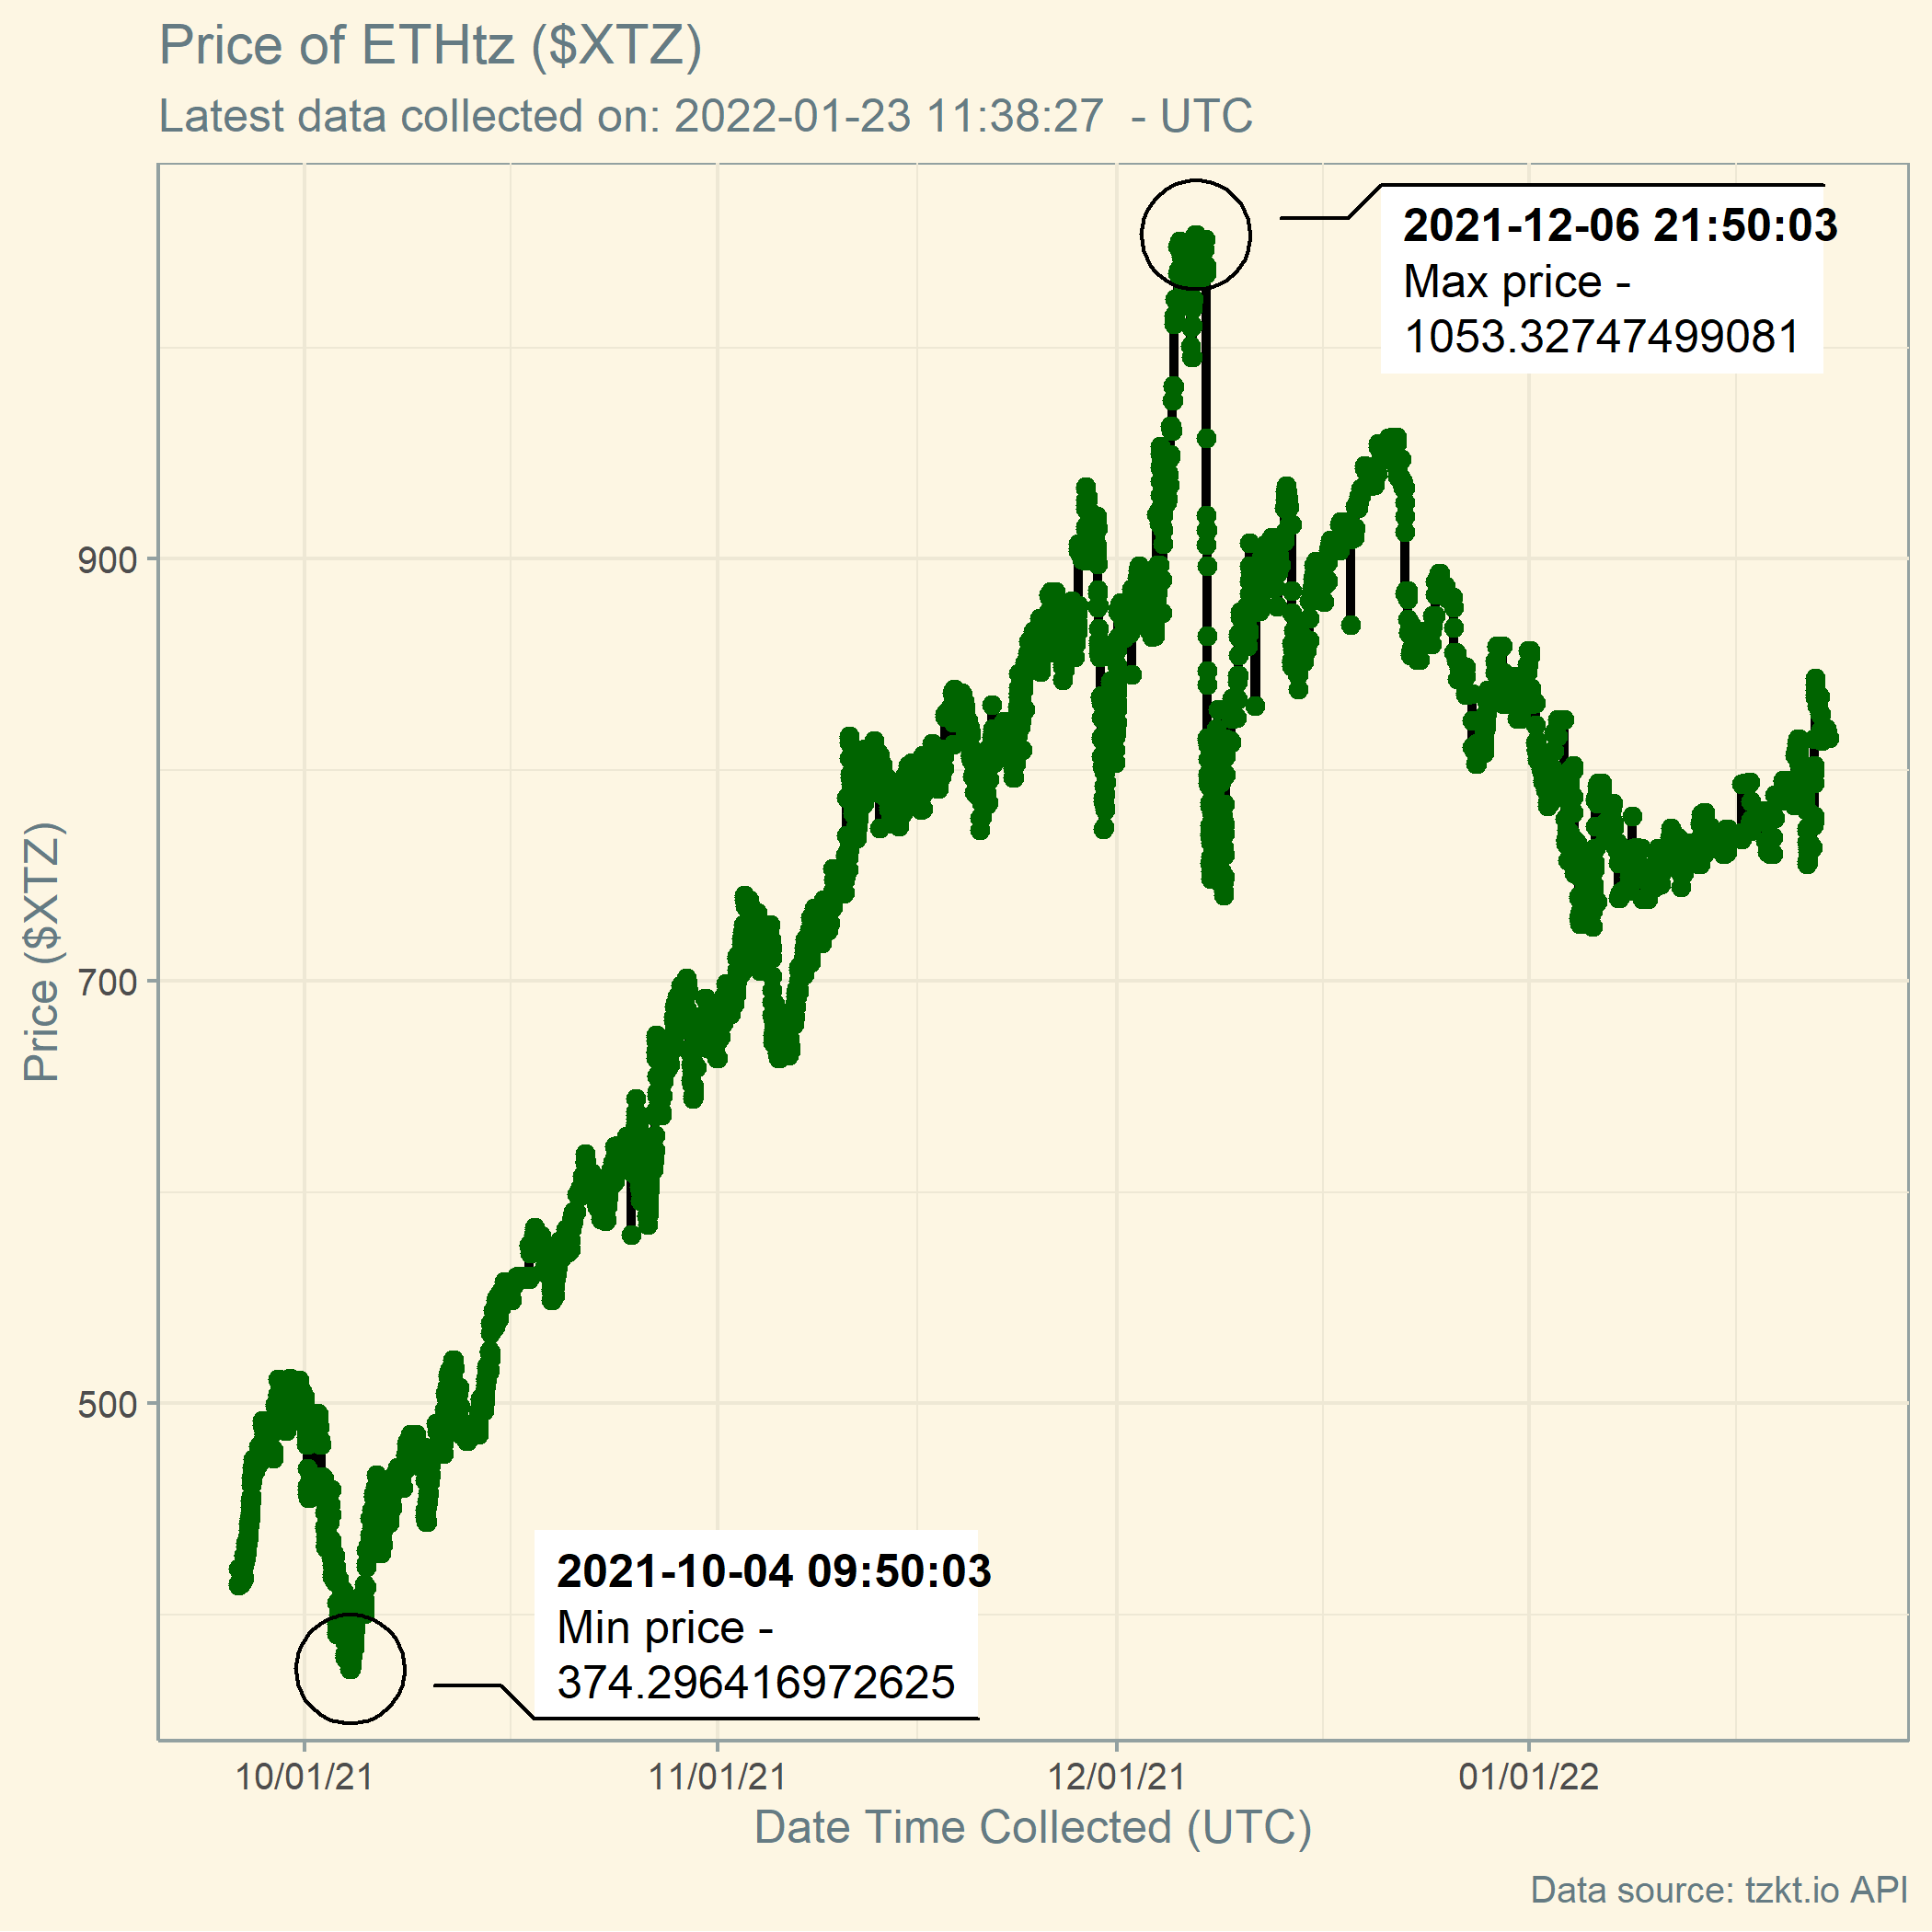 Price of ETHtz ($XTZ)
Latest data collected on: 2022-01-23 11:38:27  - UTC
2021-12-06 21:50:03
Max price -
1053.32747499081
900
700
500
Price ($XTZ)
2021-10-04 09:50:03
Min price -
374.296416972625
10/01/21 11/01/21 12/01/21 01/01/22
Date Time Collected (UTC)
Data source: tzkt.io API